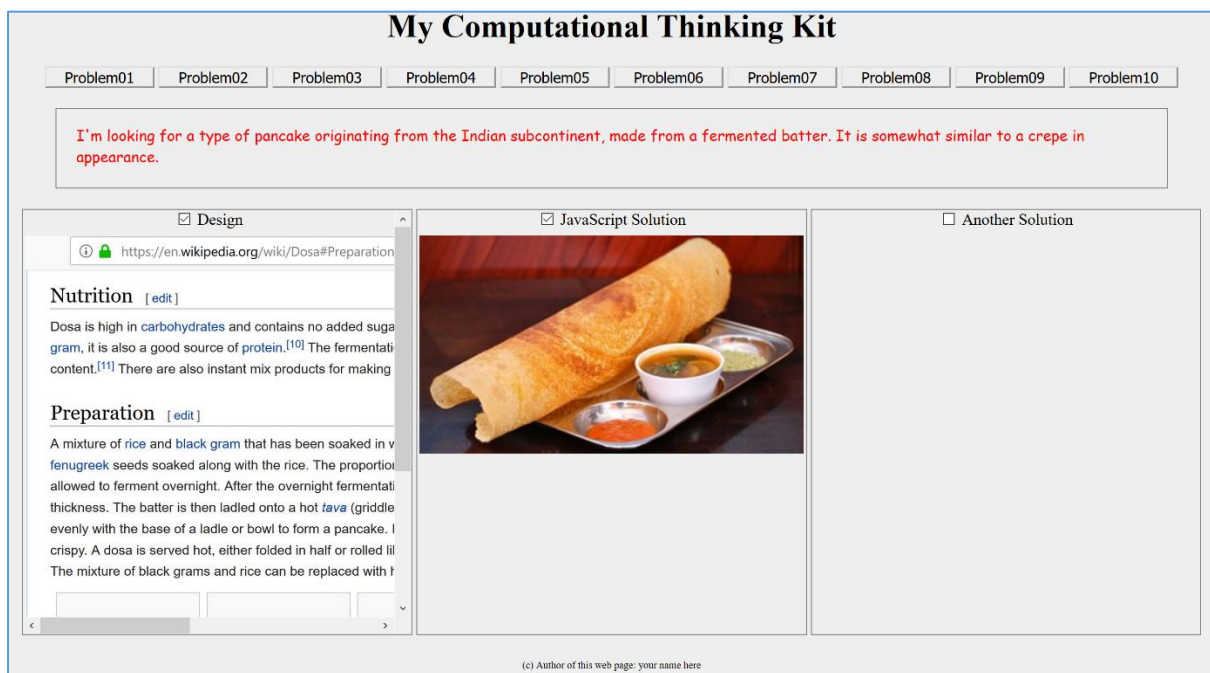 My Computational Thinking Kit
Problem01 Problem02 Problem03 Problem04 Problem05 Problem06 Problem07 Problem08 Problem09 Problem10
I'm looking for a type of pancake originating from the Indian subcontinent, made from a fermented batter. It is somewhat similar to a crepe in
appearance.
Design
https://en.wikipedia.org/wiki/Dosa#Preparation
Nutrition [ edit ]
Dosa is high in carbohydrates and contains no added suga
gram, it is also a good source of protein.[10] The fermentati
content.[11] There are also instant mix products for making
Preparation [ edit ]
A mixture of rice and black gram that has been soaked in w
fenugreek seeds soaked along with the rice. The proportion
allowed to ferment overnight. After the overnight fermentati
thickness. The batter is then ladled onto a hot tava (griddle
evenly with the base of a ladle or bowl to form a pancake. I
crispy. A dosa is served hot, either folded in half or rolled li
The mixture of black grams and rice can be replaced with h
JavaScript Solution
Another Solution
(c) Author of this web page: your name here